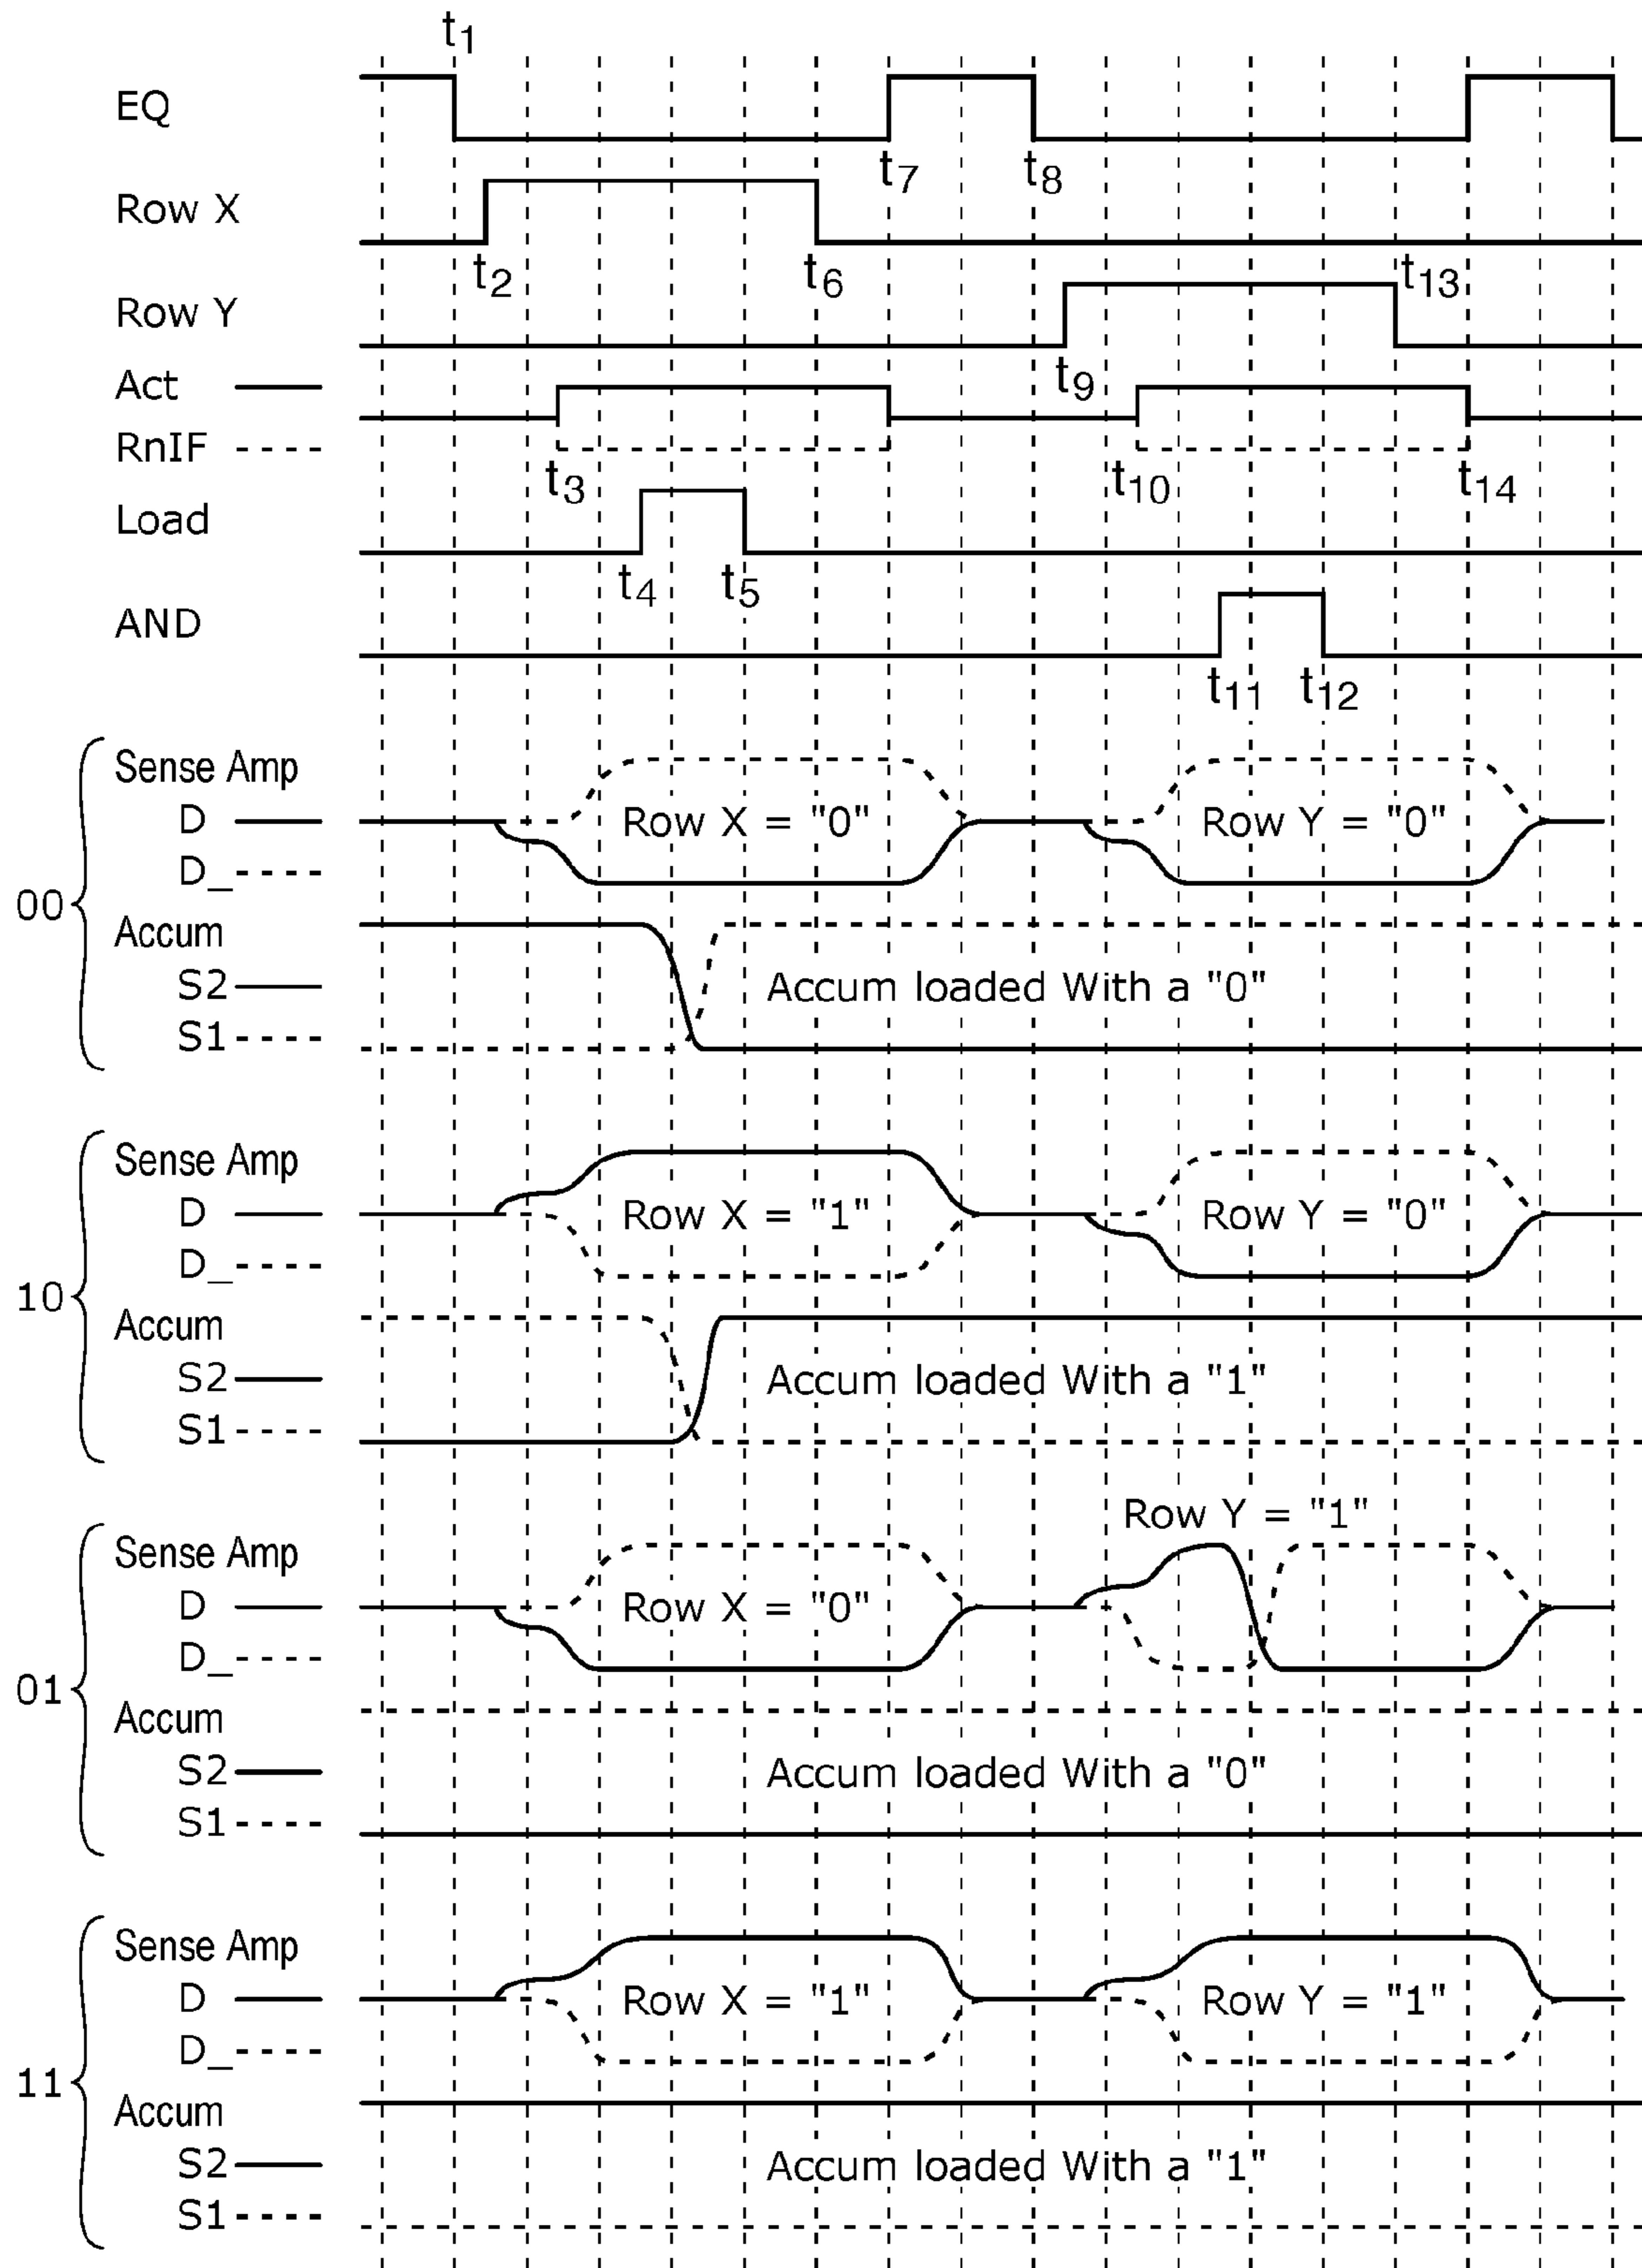 t1
EQ
t7 t8
Row X
t2 t6 t13
Row Y
t9
Act
RnIF
t3 t10 t14
Load
t4 t5
AND
t11 t12
00
Sense Amp
D Row X = "0" Row Y = "0"
D_
Accum
S2 Accum loaded With a "0"
S1
10
Sense Amp
D Row X = "1" Row Y = "0"
D_
Accum
S2 Accum loaded With a "1"
S1
01
Row Y = "1"
Sense Amp
D Row X = "0"
D_
Accum
S2 Accum loaded With a "0"
S1
11
Sense Amp
D Row X = "1" Row Y = "1"
D_
Accum
S2 Accum loaded With a "1"
S1